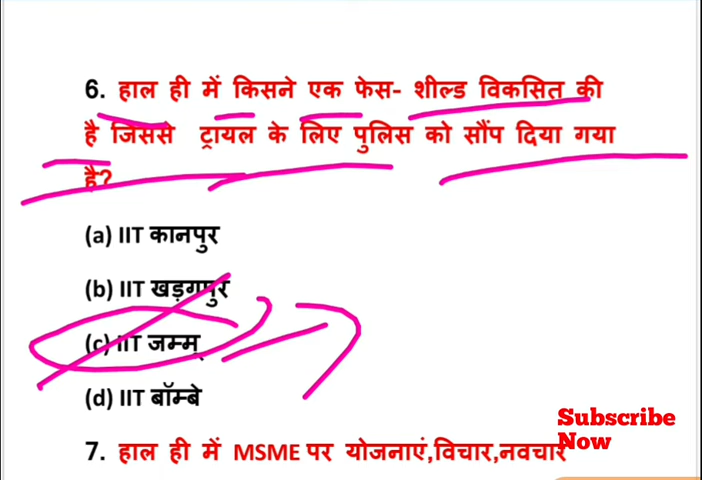 6. हाल ही में किसने एक फेस- शील्ड विकसित की
है जिससे ट्रायल के लिए पुलिस को सौंप दिया गया
है?
(a) IIT कानपुर
(b) IIT खड़गपुर
(c) IIT जम्मू
(d) IIT बॉम्बे
Subscribe
Now
7. हाल ही में MSME पर योजनाएं,विचार,नवचार